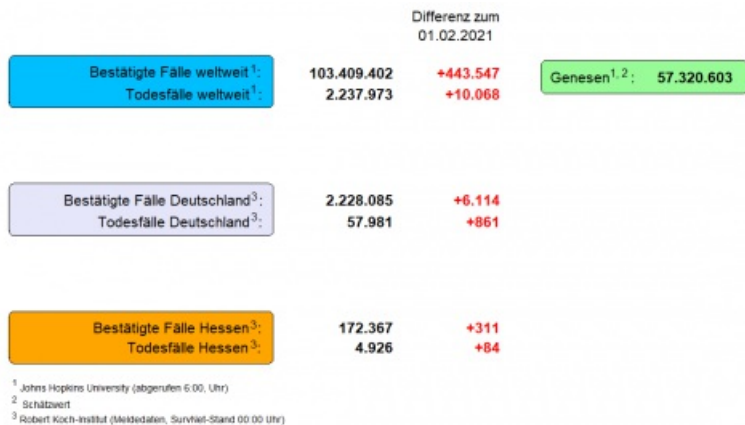 Differenz zum
01.02.2021
Bestätigte Fälle weltweit¹: 103.409.402 +443.547 Genesen¹,²: 57.320.603
Todesfälle weltweit¹: 2.237.973 +10.068
Bestätigte Fälle Deutschland³: 2.228.085 +6.114
Todesfälle Deutschland³: 57.981 +861
Bestätigte Fälle Hessen³: 172.367 +311
Todesfälle Hessen³: 4.926 +84
¹ Johns Hopkins University (abgerufen 6:00, Uhr)
² Schätzwert
³ Robert Koch-Institut (Meldedaten, SurvNet-Stand 00:00 Uhr)